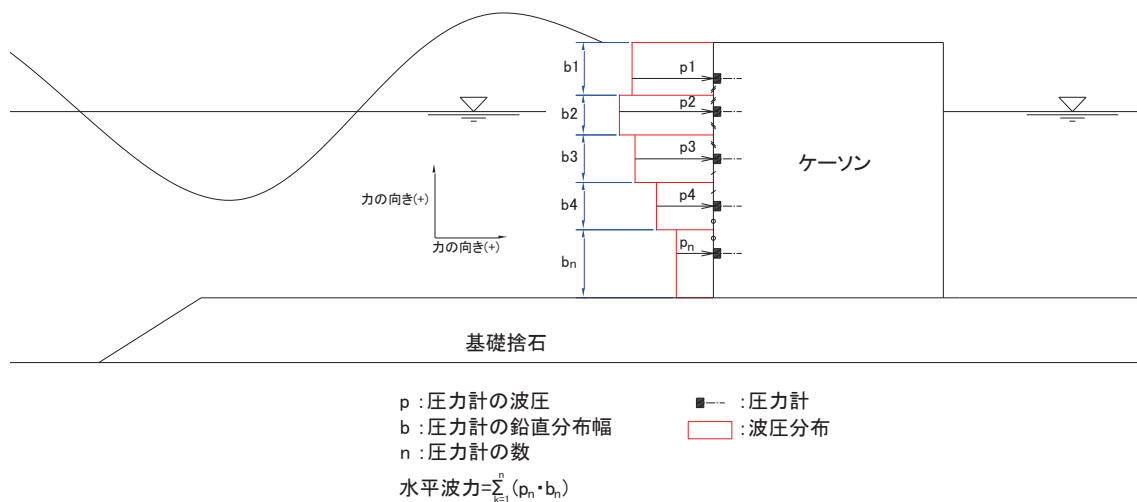 b1
p1
b2
p2
b3
p3
ケーソン
b4
p4
力の向き(+)
力の向き(+)
bn
pn
基礎捨石
p :圧力計の波圧
b :圧力計の鉛直分布幅
n :圧力計の数
:圧力計
:波圧分布
水平波力=Σ(pn・bn)
n
k=1